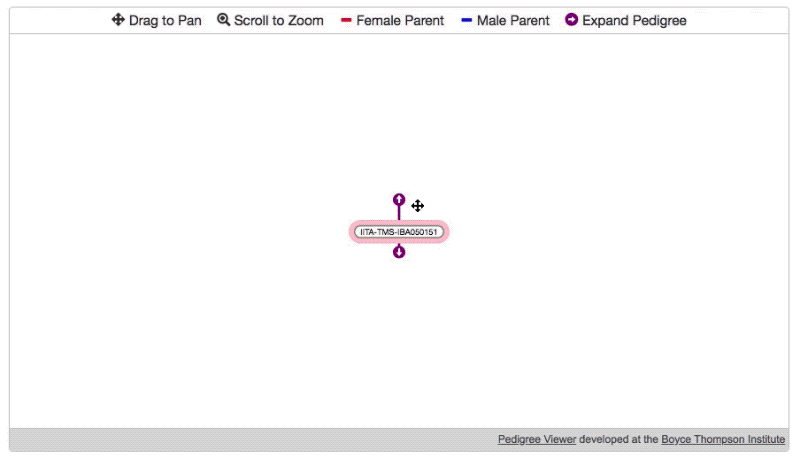 Drag to Pan Scroll to Zoom Female Parent Male Parent Expand Pedigree
IITA-TMS-IBA050151
Pedigree Viewer developed at the Boyce Thompson Institute